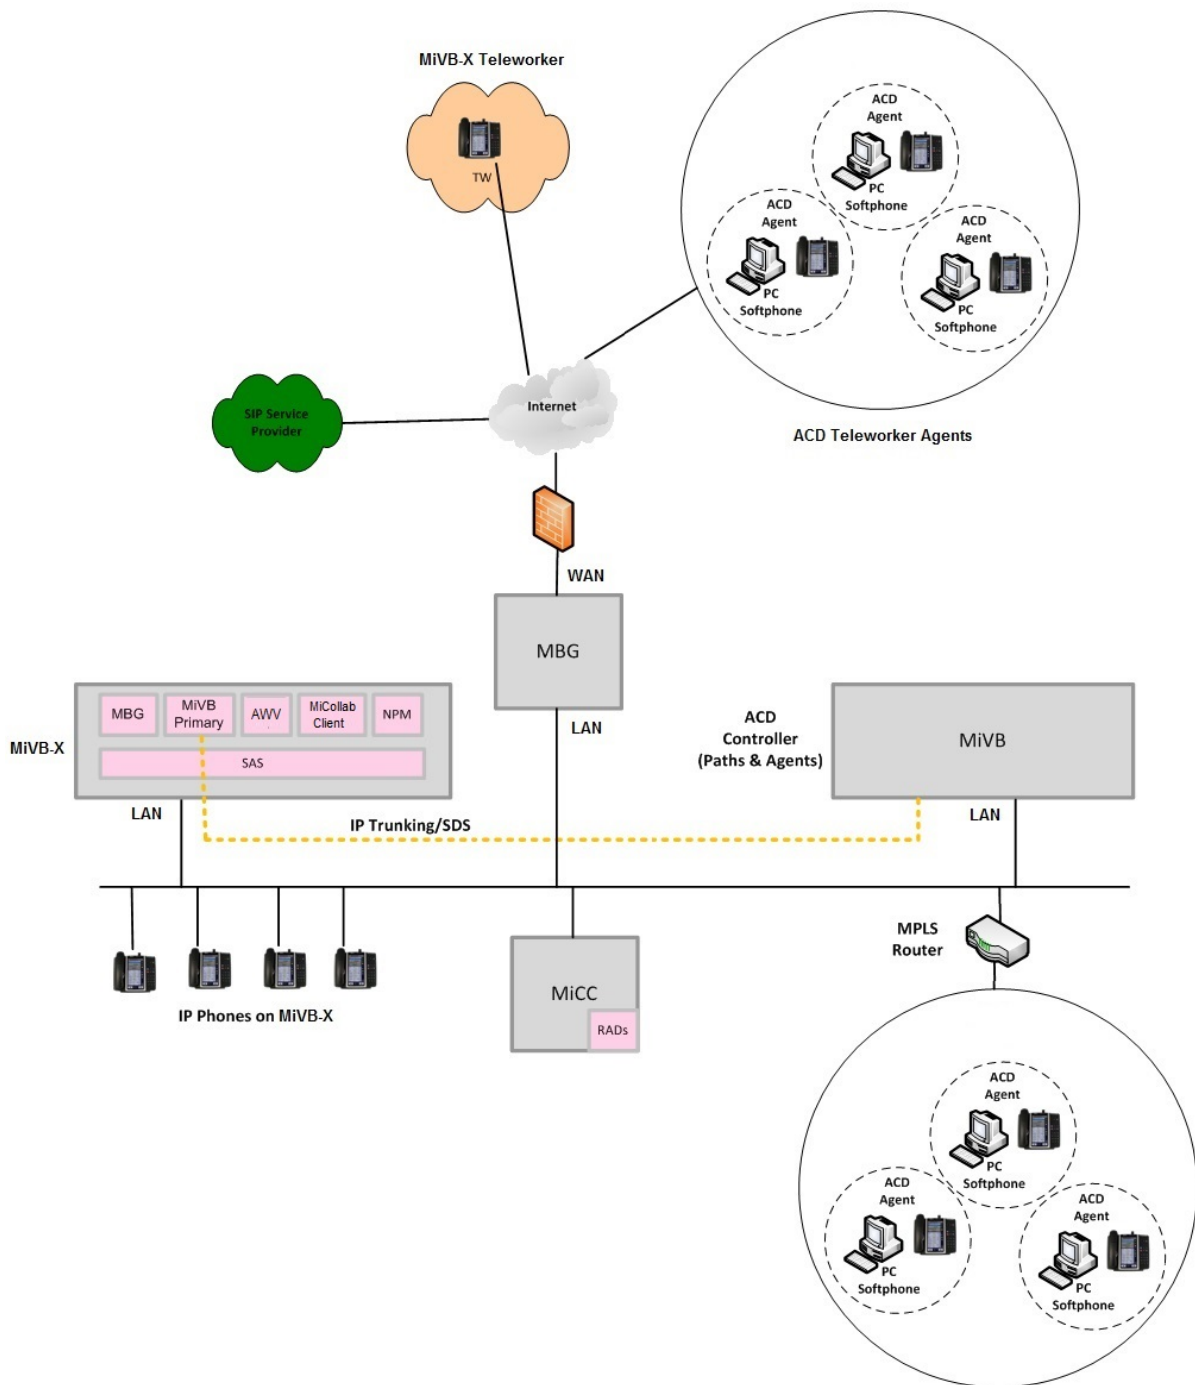 MiVB-X Teleworker
TW
ACD
Agent
PC
Softphone
ACD
Agent
PC
Softphone
ACD
Agent
PC
Softphone
ACD Teleworker Agents
Internet
SIP Service
Provider
WAN
MBG
LAN
MiVB-X
MBG
MiVB
Primary
AWV
MiCollab
Client
NPM
SAS
LAN
IP Trunking/SDS
ACD
Controller
(Paths & Agents)
MiVB
LAN
IP Phones on MiVB-X
MiCC
RADs
MPLS
Router
ACD
Agent
PC
Softphone
ACD
Agent
PC
Softphone
ACD
Agent
PC
Softphone